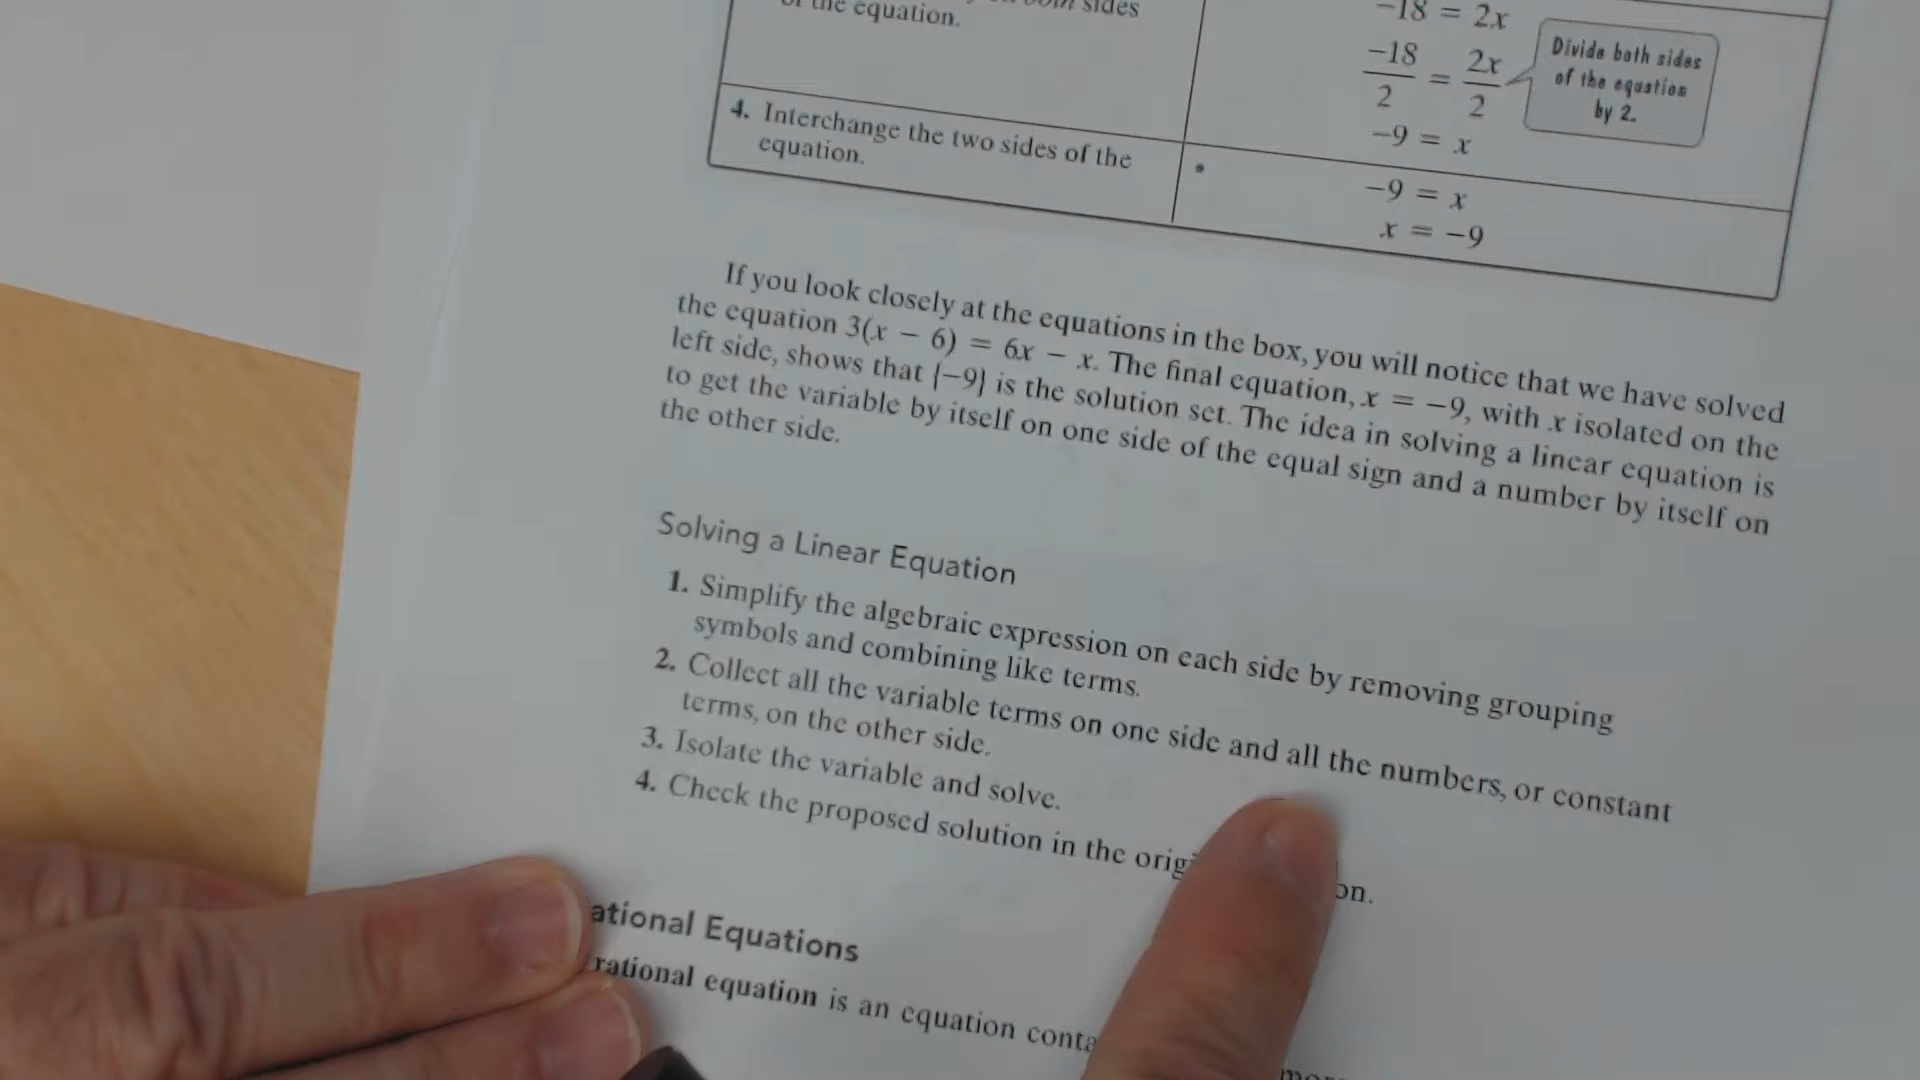 sides
the equation.
−18 = 2x
−18/2 = 2x/2
Divide both sides
of the equation
by 2.
−9 = x
4. Interchange the two sides of the
equation.
−9 = x
x = −9
If you look closely at the equations in the box, you will notice that we have solved
the equation 3(x − 6) = 6x − x. The final equation, x = −9, with x isolated on the
left side, shows that {−9} is the solution set. The idea in solving a linear equation is
to get the variable by itself on one side of the equal sign and a number by itself on
the other side.
Solving a Linear Equation
1. Simplify the algebraic expression on each side by removing grouping
symbols and combining like terms.
2. Collect all the variable terms on one side and all the numbers, or constant
terms, on the other side.
3. Isolate the variable and solve.
4. Check the proposed solution in the orig on.
ational Equations
rational equation is an equation conta